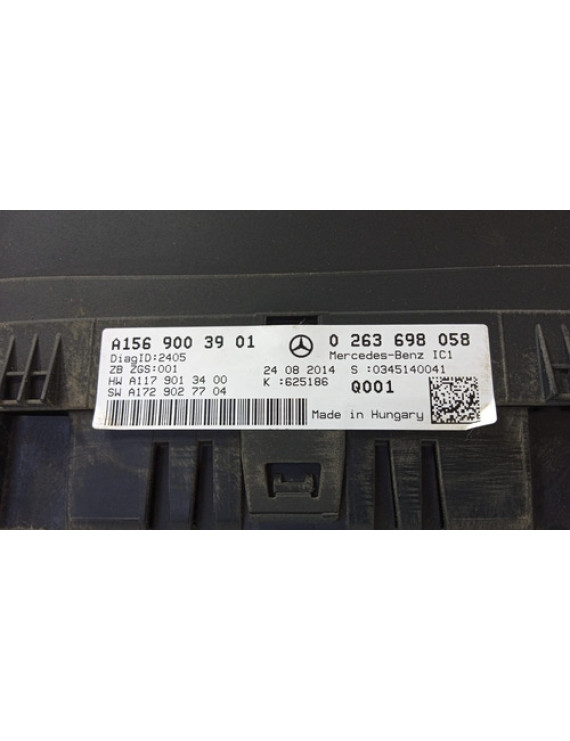 A156 900 39 01 0 263 698 058
DiagID:2405 Mercedes-Benz IC1
ZB ZGS:001 24 08 2014 S :0345140041
HW A117 901 34 00 K :625186 Q001
SW A172 902 77 04
Made in Hungary